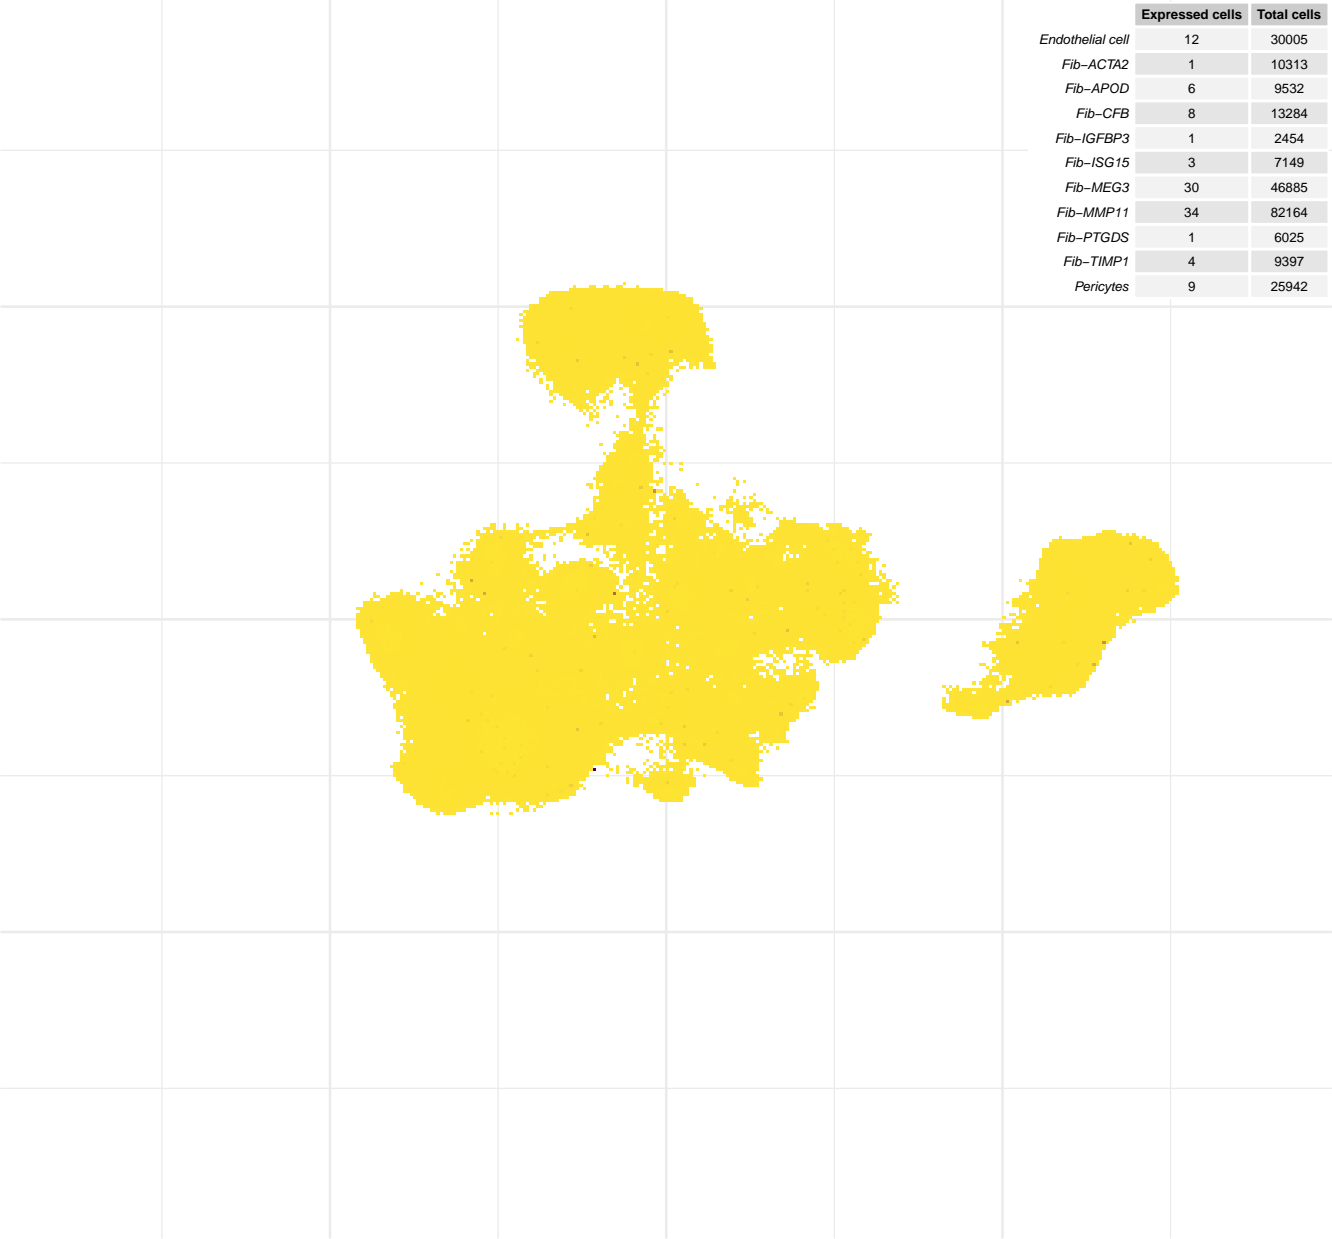 Expressed cells Total cells
Endothelial cell 12 30005
Fib−ACTA2 1 10313
Fib−APOD 6 9532
Fib−CFB 8 13284
Fib−IGFBP3 1 2454
Fib−ISG15 3 7149
Fib−MEG3 30 46885
Fib−MMP11 34 82164
Fib−PTGDS 1 6025
Fib−TIMP1 4 9397
Pericytes 9 25942